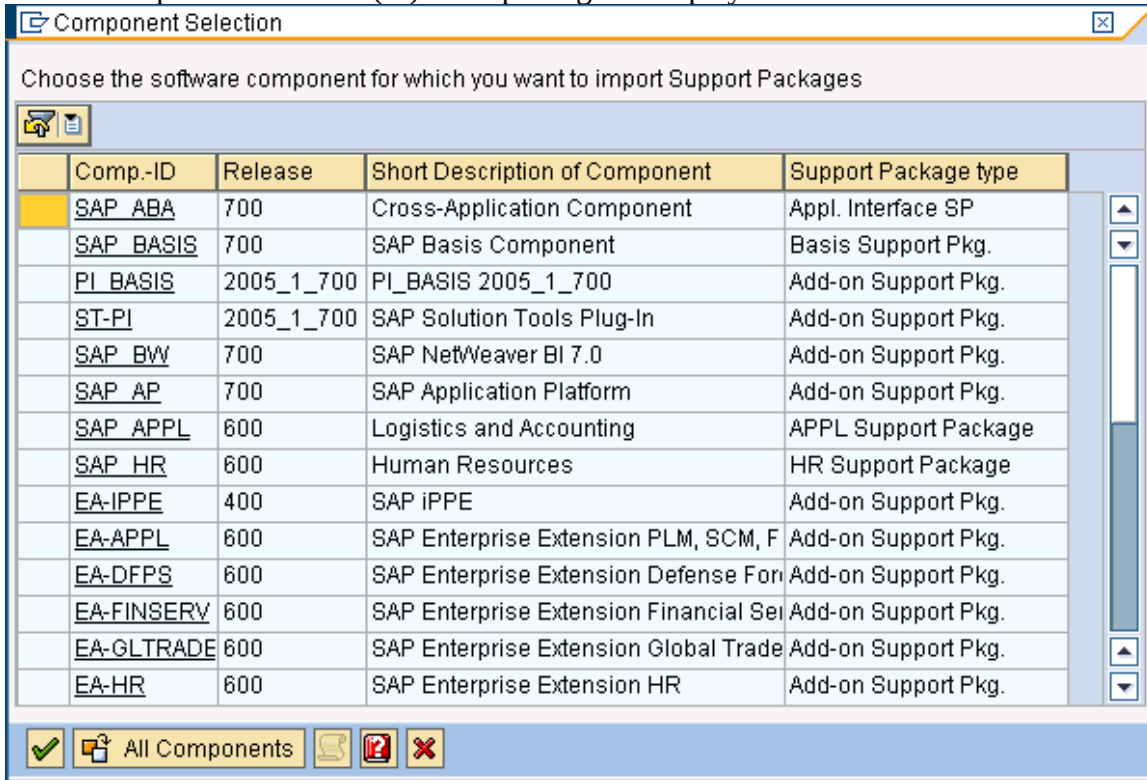 Component Selection
Choose the software component for which you want to import Support Packages
Comp.-ID Release Short Description of Component Support Package type
SAP_ABA 700 Cross-Application Component Appl. Interface SP
SAP_BASIS 700 SAP Basis Component Basis Support Pkg.
PI_BASIS 2005_1_700 PI_BASIS 2005_1_700 Add-on Support Pkg.
ST-PI 2005_1_700 SAP Solution Tools Plug-In Add-on Support Pkg.
SAP_BW 700 SAP NetWeaver BI 7.0 Add-on Support Pkg.
SAP_AP 700 SAP Application Platform Add-on Support Pkg.
SAP_APPL 600 Logistics and Accounting APPL Support Package
SAP_HR 600 Human Resources HR Support Package
EA-IPPE 400 SAP iPPE Add-on Support Pkg.
EA-APPL 600 SAP Enterprise Extension PLM, SCM, F Add-on Support Pkg.
EA-DFPS 600 SAP Enterprise Extension Defense For Add-on Support Pkg.
EA-FINSERV 600 SAP Enterprise Extension Financial Se Add-on Support Pkg.
EA-GLTRADE 600 SAP Enterprise Extension Global Trade Add-on Support Pkg.
EA-HR 600 SAP Enterprise Extension HR Add-on Support Pkg.
All Components